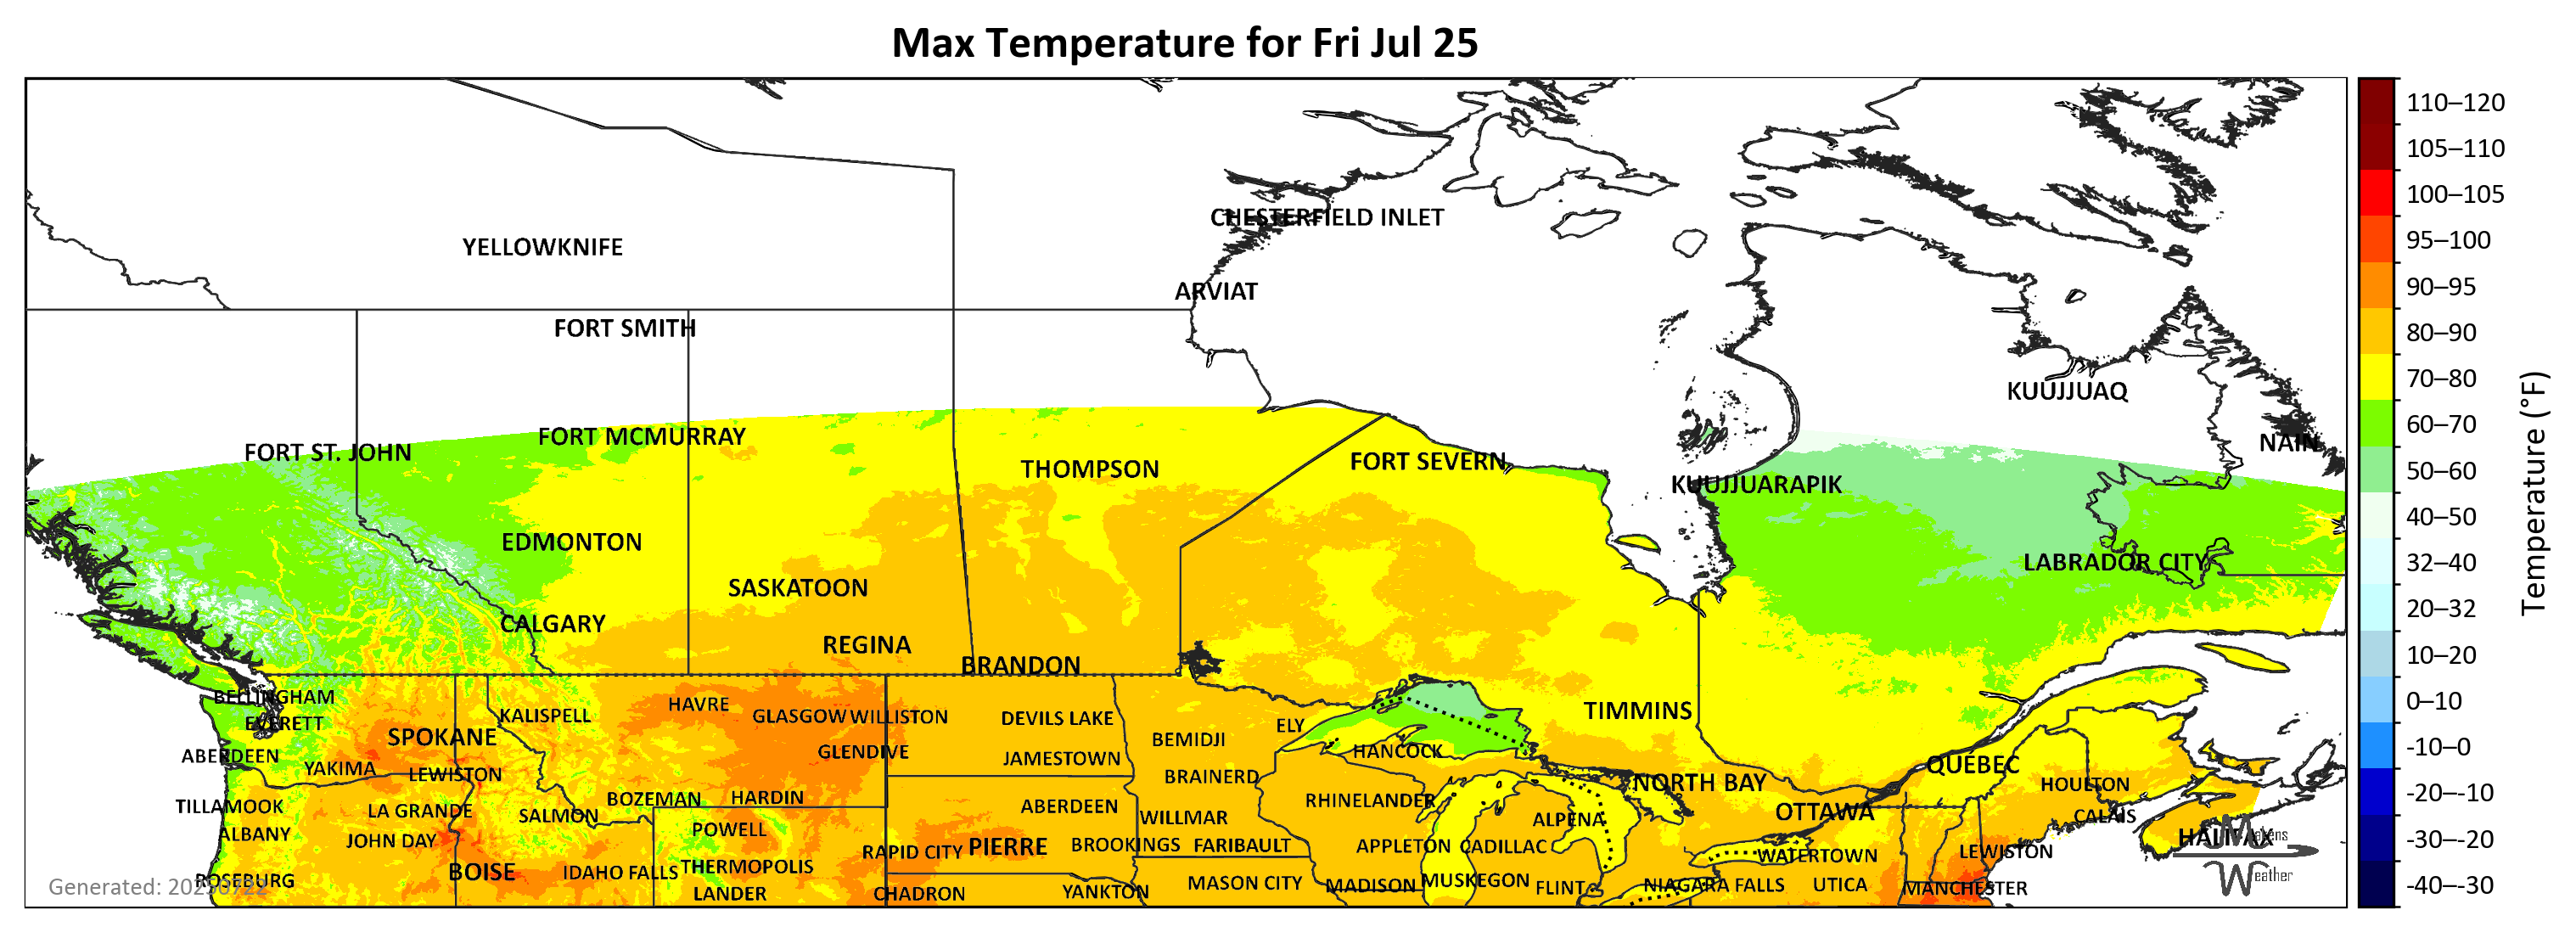 Max Temperature for Fri Jul 25
CHESTERFIELD INLET
YELLOWKNIFE
ARVIAT
FORT SMITH
KUUJJUAQ
FORT MCMURRAY
FORT ST. JOHN
NAIN
THOMPSON
FORT SEVERN
KUUJJUARAPIK
EDMONTON
LABRADOR CITY
SASKATOON
CALGARY
REGINA
BRANDON
BELLINGHAM
HAVRE
KALISPELL
GLASGOW
WILLISTON
DEVILS LAKE
TIMMINS
EVERETT
ELY
SPOKANE
BEMIDJI
GLENDIVE
HANCOCK
ABERDEEN
JAMESTOWN
QUÉBEC
YAKIMA
LEWISTON
BRAINERD
NORTH BAY
HOULTON
BOZEMAN
HARDIN
RHINELANDER
TILLAMOOK
LA GRANDE
SALMON
ABERDEEN
WILLMAR
ALPENA
OTTAWA
CALAIS
ALBANY
JOHN DAY
POWELL
RAPID CITY
PIERRE
BROOKINGS
FARIBAULT
APPLETON
CADILLAC
WATERTOWN
LEWISTON
HALIFAX
BOISE
IDAHO FALLS
THERMOPOLIS
ROSEBURG
LANDER
CHADRON
YANKTON
MASON CITY
MADISON
MUSKEGON
FLINT
NIAGARA FALLS
UTICA
MANCHESTER
Makens
Weather
Generated: 20250722
110–120
105–110
100–105
95–100
90–95
80–90
70–80
60–70
50–60
40–50
32–40
20–32
10–20
0–10
-10–0
-20–-10
-30–-20
-40–-30
Temperature (°F)